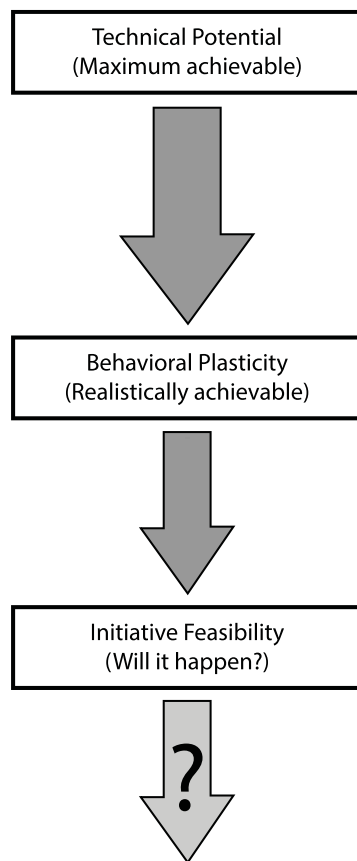 Technical Potential
(Maximum achievable)
Behavioral Plasticity
(Realistically achievable)
Initiative Feasibility
(Will it happen?)
?